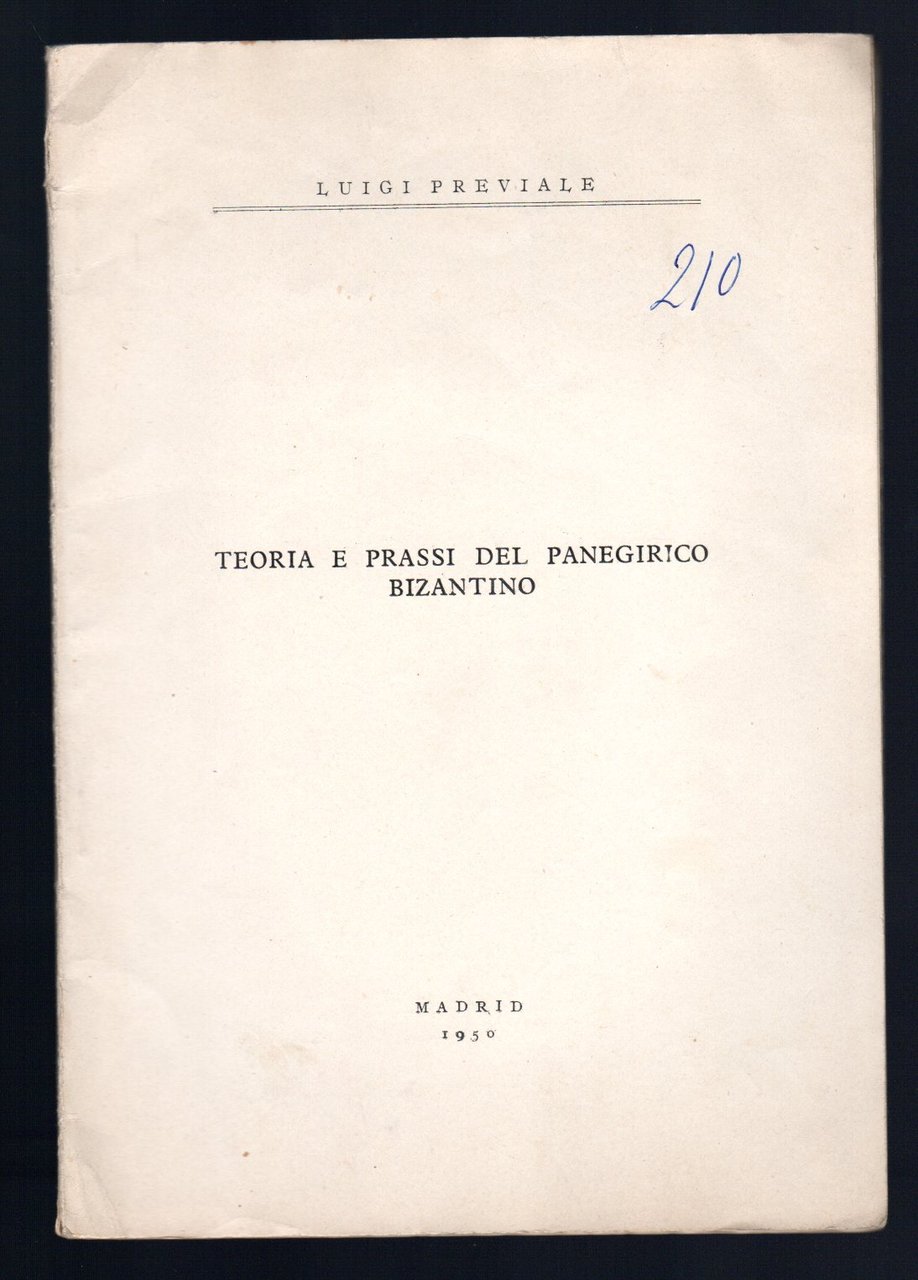 LUIGI PREVIALE
210
TEORIA E PRASSI DEL PANEGIRICO
BIZANTINO
MADRID
1950